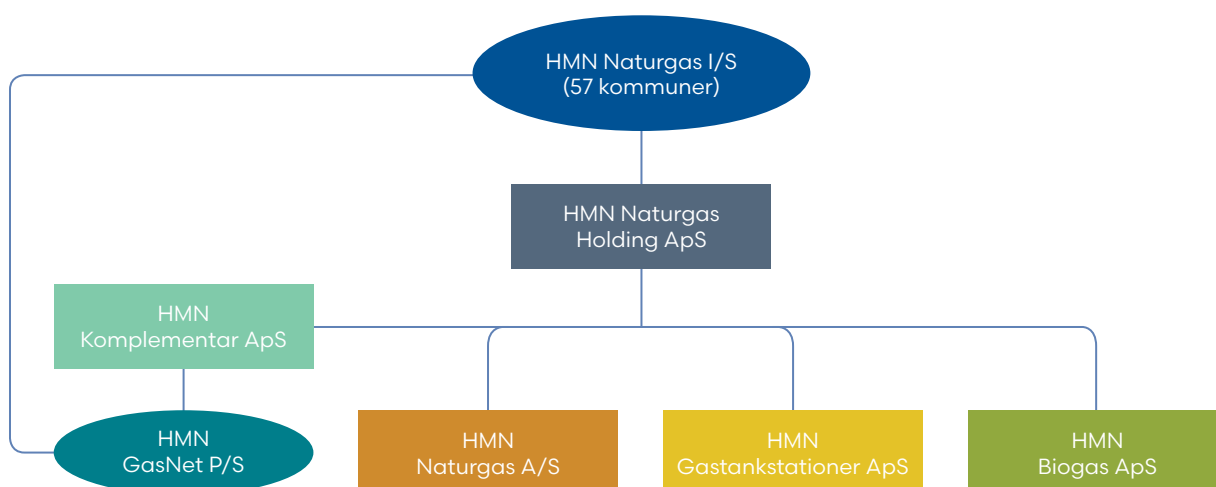 HMN Naturgas I/S
(57 kommuner)
HMN Naturgas
Holding ApS
HMN
Komplementar ApS
HMN
GasNet P/S
HMN
Naturgas A/S
HMN
Gastankstationer ApS
HMN
Biogas ApS